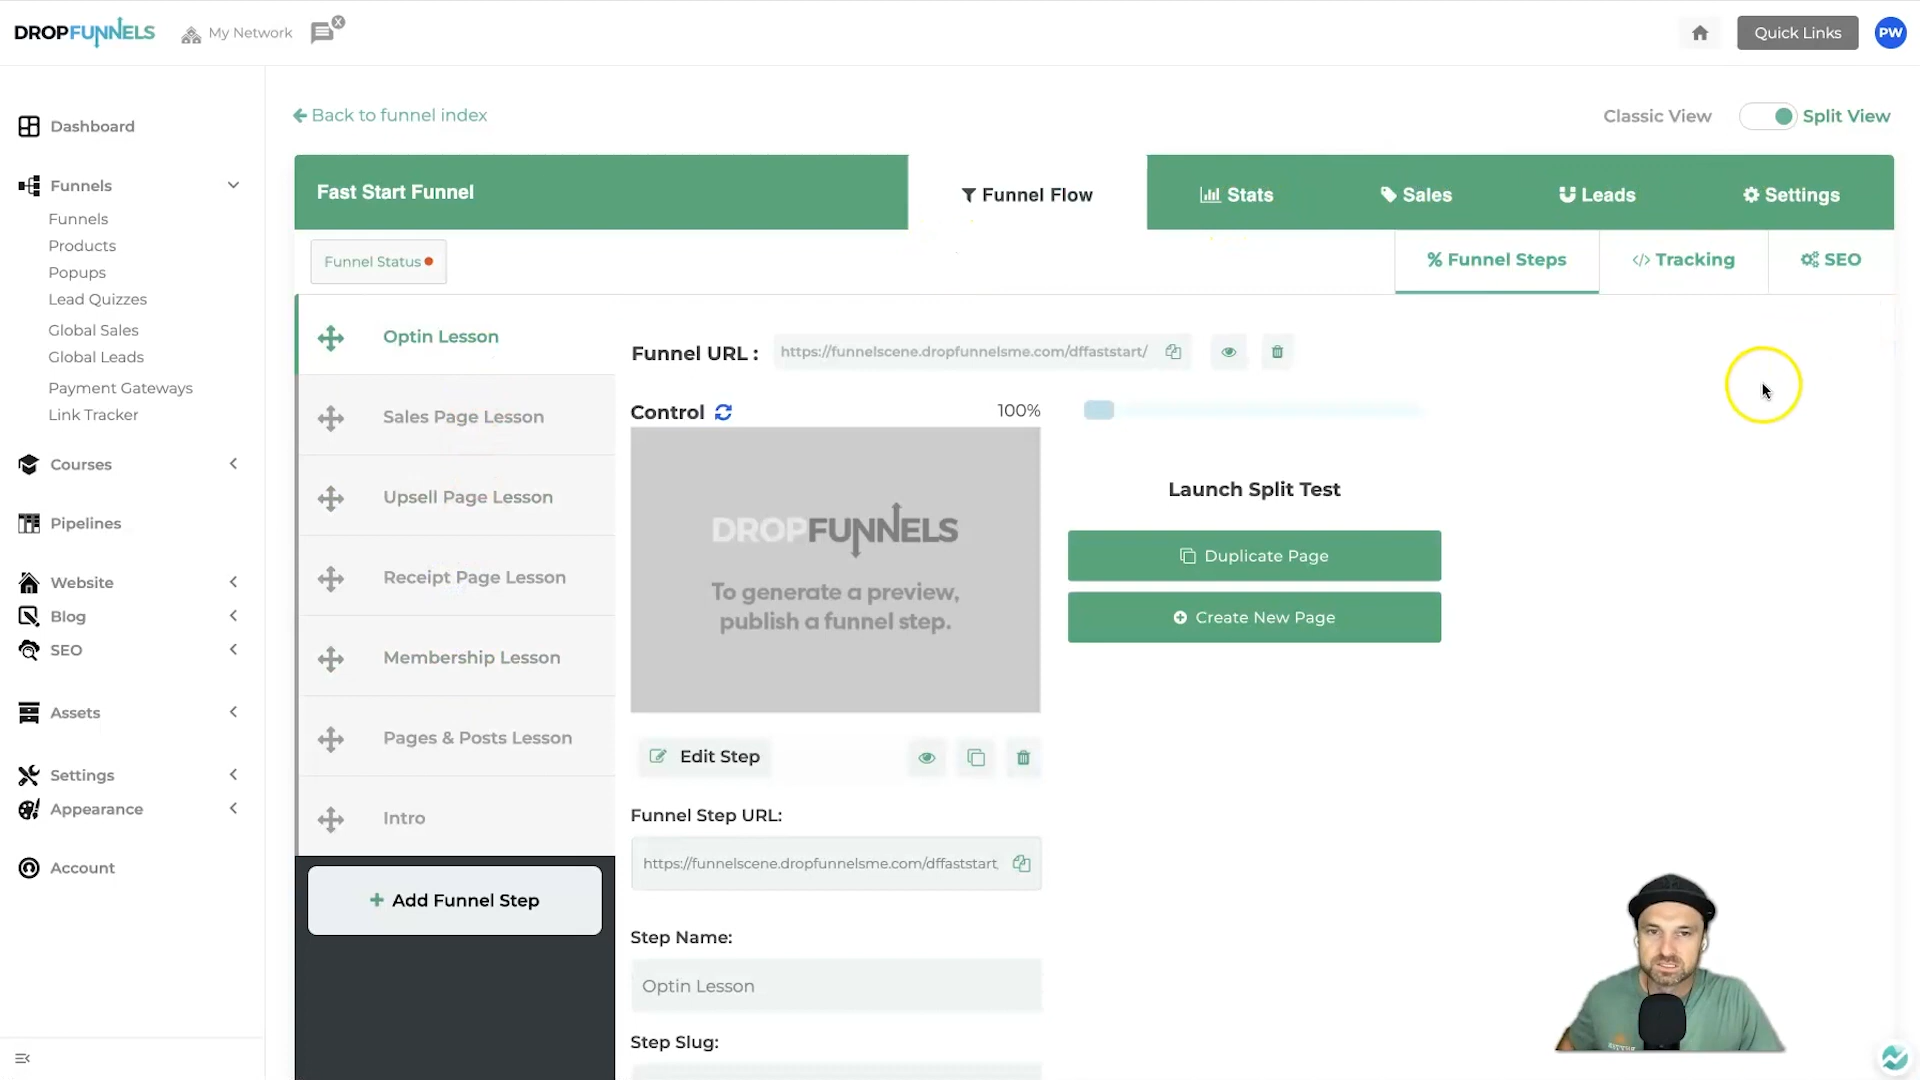 DROPFUNNELS
My Network
X
Quick Links
PW
Dashboard
Funnels
Funnels
Products
Popups
Lead Quizzes
Global Sales
Global Leads
Payment Gateways
Link Tracker
Courses
Pipelines
Website
Blog
SEO
Assets
Settings
Appearance
Account
Back to funnel index
Classic View
Split View
Fast Start Funnel
Funnel Flow
Stats
Sales
Leads
Settings
Funnel Status
% Funnel Steps
</> Tracking
SEO
Optin Lesson
Sales Page Lesson
Upsell Page Lesson
Receipt Page Lesson
Membership Lesson
Pages & Posts Lesson
Intro
+ Add Funnel Step
Funnel URL :
https://funnelscene.dropfunnelsme.com/dffaststart/
Control
100%
DROPFUNNELS
To generate a preview,
publish a funnel step.
Launch Split Test
Duplicate Page
Create New Page
Edit Step
Funnel Step URL:
https://funnelscene.dropfunnelsme.com/dffaststart
Step Name:
Optin Lesson
Step Slug: